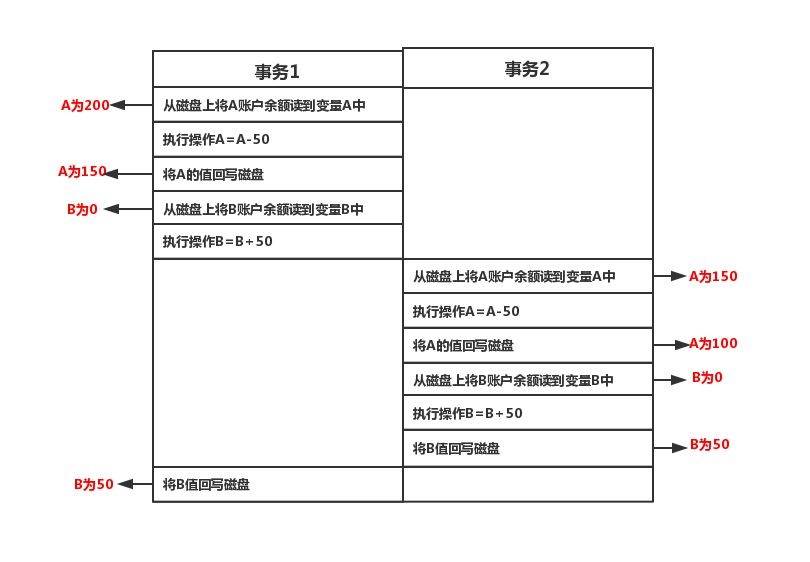 事务1
事务2
A为200
从磁盘上将A账户余额读到变量A中
执行操作A=A-50
A为150
将A的值回写磁盘
B为0
从磁盘上将B账户余额读到变量B中
执行操作B=B+50
从磁盘上将A账户余额读到变量A中
A为150
执行操作A=A-50
将A的值回写磁盘
A为100
从磁盘上将B账户余额读到变量B中
B为0
执行操作B=B+50
将B值回写磁盘
B为50
B为50
将B值回写磁盘